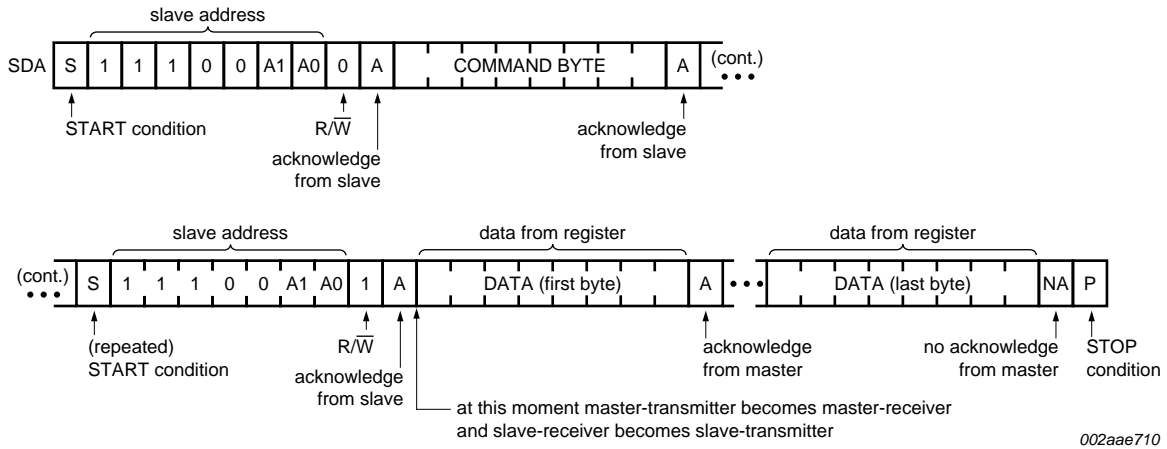 slave address
SDA S 1 1 1 0 0 A1 A0 0 A COMMAND BYTE A (cont.)
START condition R/W̅ acknowledge
acknowledge from slave
from slave
slave address data from register data from register
(cont.) S 1 1 1 0 0 A1 A0 1 A DATA (first byte) A DATA (last byte) NA P
(repeated)
START condition
R/W̅
acknowledge
from slave
acknowledge
from master
no acknowledge
from master
STOP
condition
at this moment master-transmitter becomes master-receiver
and slave-receiver becomes slave-transmitter
002aae710